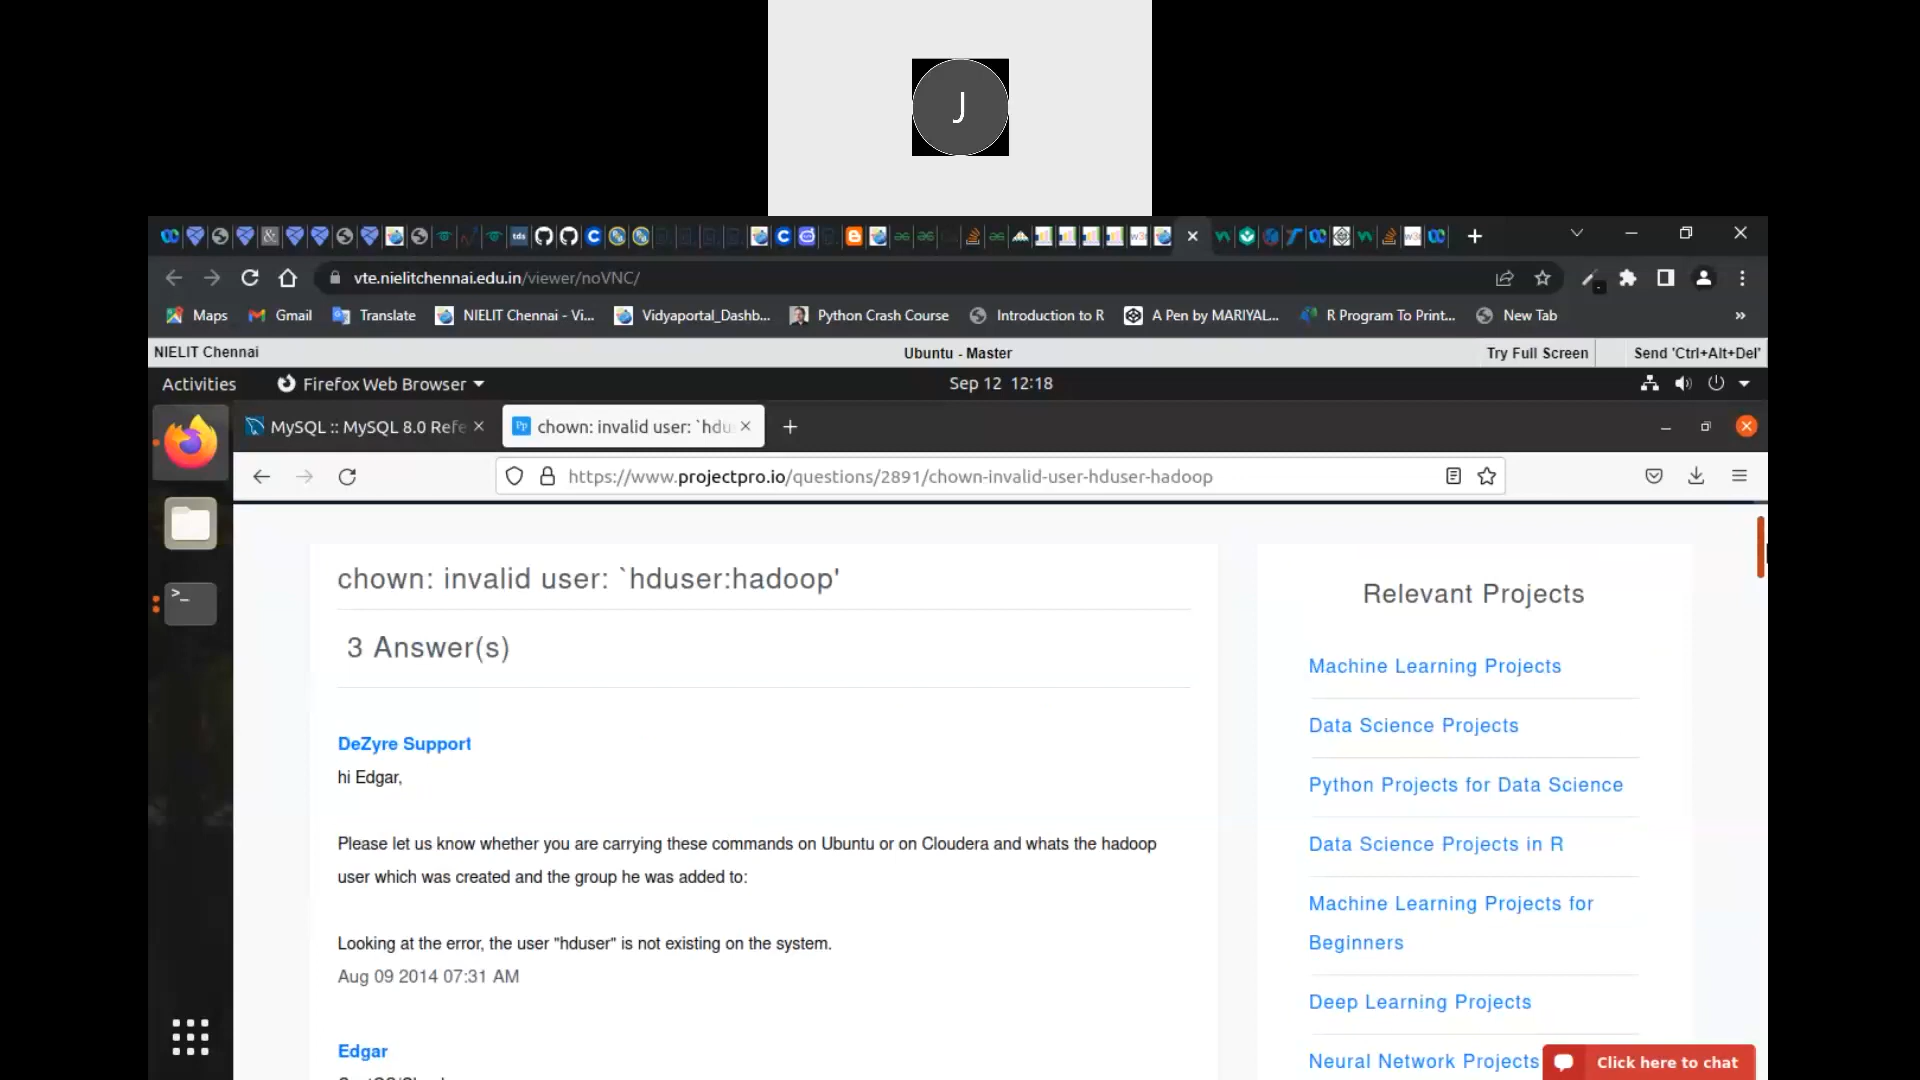 J
vte.nielitchennai.edu.in/viewer/noVNC/
Maps Gmail Translate NIELIT Chennai - Vi... Vidyaportal_Dashb... Python Crash Course Introduction to R A Pen by MARIYAL... R Program To Print... New Tab »
NIELIT Chennai Ubuntu - Master Try Full Screen Send 'Ctrl+Alt+Del'
Activities Firefox Web Browser Sep 12 12:18
MySQL :: MySQL 8.0 Refe chown: invalid user: `hdu
https://www.projectpro.io/questions/2891/chown-invalid-user-hduser-hadoop
chown: invalid user: `hduser:hadoop'
3 Answer(s)
DeZyre Support
hi Edgar,
Please let us know whether you are carrying these commands on Ubuntu or on Cloudera and whats the hadoop
user which was created and the group he was added to:
Looking at the error, the user "hduser" is not existing on the system.
Aug 09 2014 07:31 AM
Edgar
Relevant Projects
Machine Learning Projects
Data Science Projects
Python Projects for Data Science
Data Science Projects in R
Machine Learning Projects for
Beginners
Deep Learning Projects
Neural Network Projects
Click here to chat